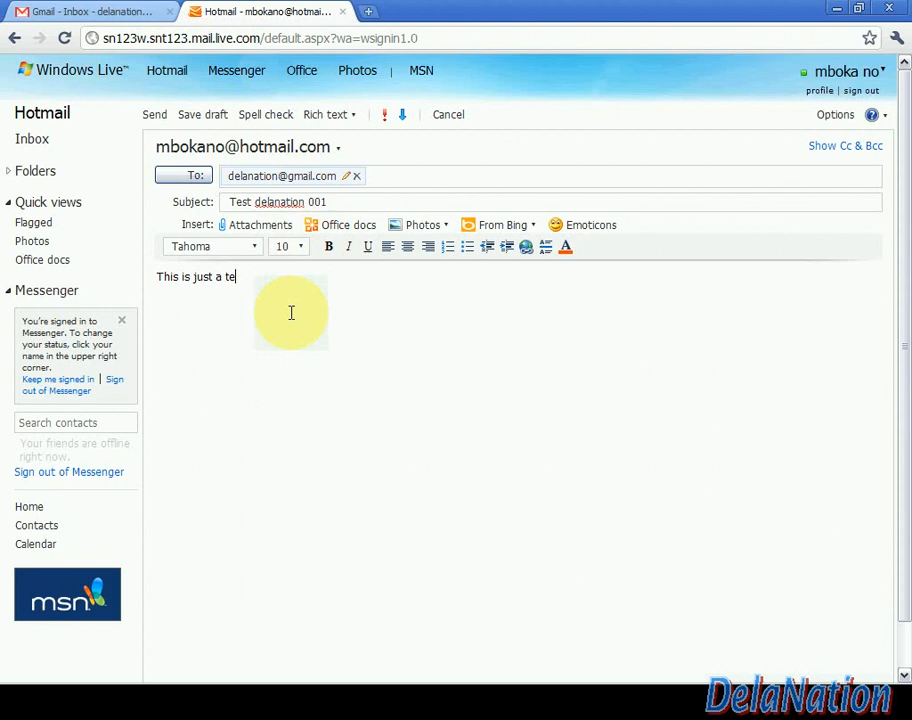 Gmail - Inbox - delanation... Hotmail - mbokano@hotmai...
sn123w.snt123.mail.live.com/default.aspx?wa=wsignin1.0
Windows Live™ Hotmail Messenger Office Photos MSN mboka no
profile | sign out
Hotmail Send Save draft Spell check Rich text Cancel Options
Inbox
mbokano@hotmail.com Show Cc & Bcc
Folders To: delanation@gmail.com
Quick views Subject: Test delanation 001
Flagged Insert: Attachments Office docs Photos From Bing Emoticons
Photos Tahoma 10 B I U A
Office docs
This is just a te
Messenger
You're signed in to
Messenger. To change
your status, click your
name in the upper right
corner.
Keep me signed in | Sign
out of Messenger
Search contacts
Your friends are offline
right now.
Sign out of Messenger
Home
Contacts
Calendar
msn
DelaNation